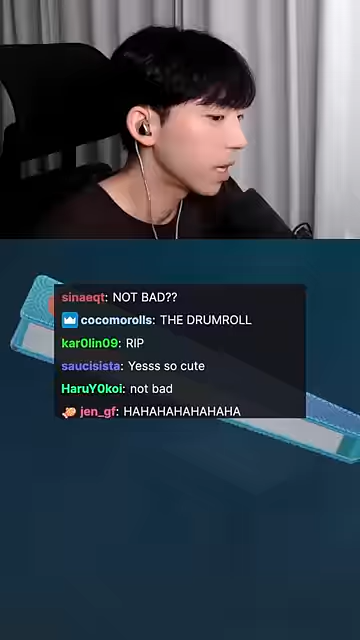 sinaeqt: NOT BAD??
cocomorolls: THE DRUMROLL
kar0lin09: RIP
saucisista: Yesss so cute
HaruY0koi: not bad
jen_gf: HAHAHAHAHAHAHA